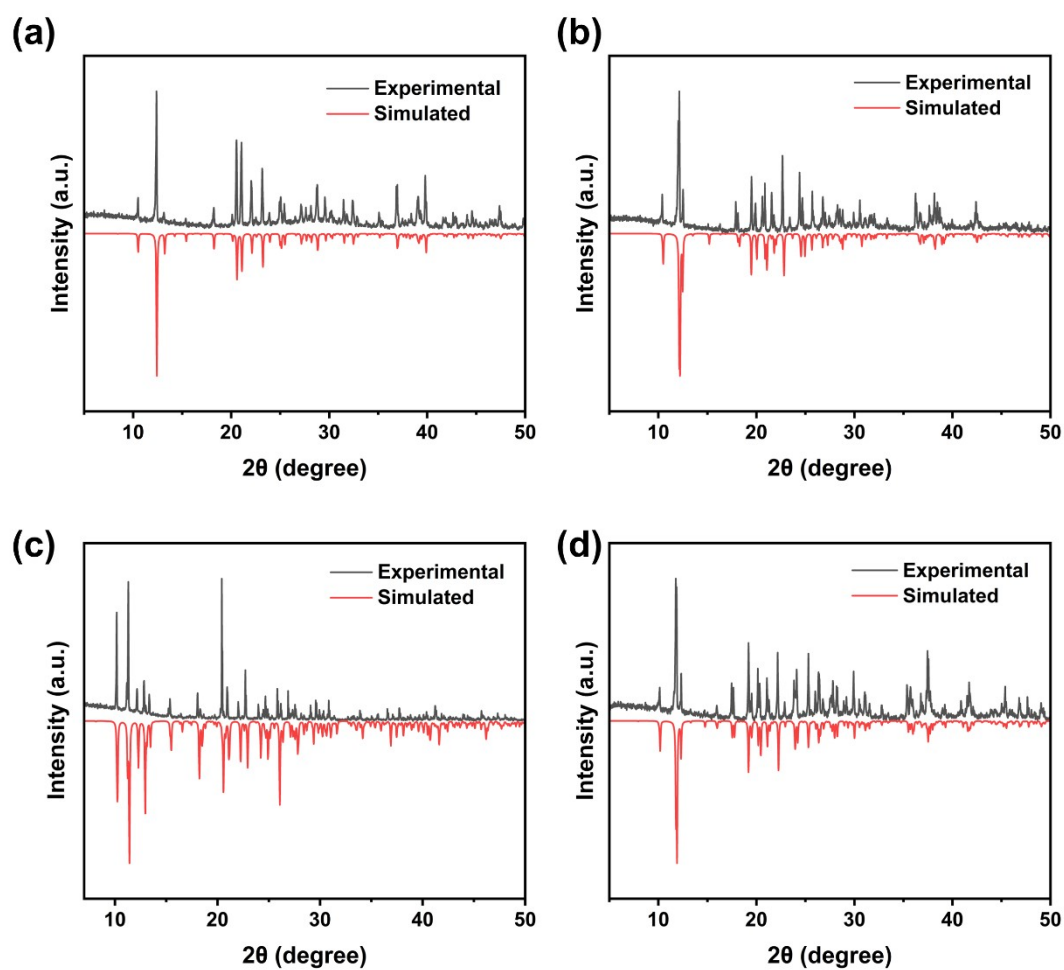 (a)
Experimental
Simulated
Intensity (a.u.)
10 20 30 40 50
2θ (degree)
(b)
Experimental
Simulated
Intensity (a.u.)
10 20 30 40 50
2θ (degree)
(c)
Experimental
Simulated
Intensity (a.u.)
10 20 30 40 50
2θ (degree)
(d)
Experimental
Simulated
Intensity (a.u.)
10 20 30 40 50
2θ (degree)